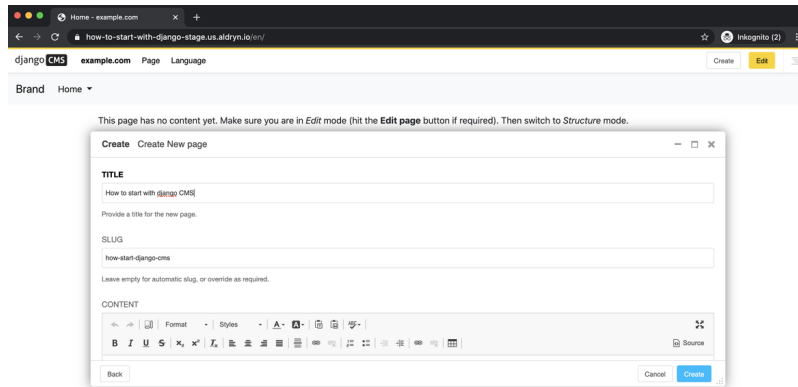 Home - example.com
how-to-start-with-django-stage.us.aldryn.io/en/
Inkognito (2)
django CMS example.com Page Language Create Edit
Brand Home
This page has no content yet. Make sure you are in Edit mode (hit the Edit page button if required). Then switch to Structure mode.
Create Create New page
TITLE
How to start with django CMS
Provide a title for the new page.
SLUG
how-start-django-cms
Leave empty for automatic slug, or override as required.
CONTENT
Format Styles A A ABC
B I U S x₂ x² Ix Source
Back Cancel Create